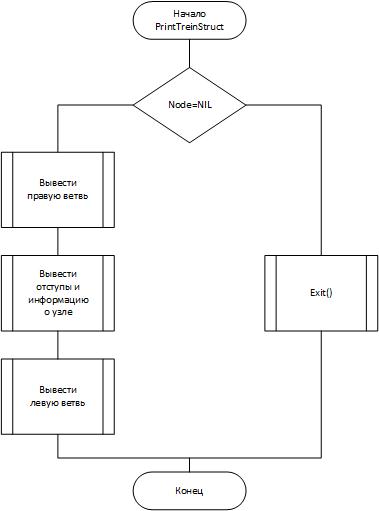 Начало
PrintTreinStruct
Node=NIL
Вывести
правую ветвь
Вывести
отступы и
информацию
о узле
Exit()
Вывести
левую ветвь
Конец